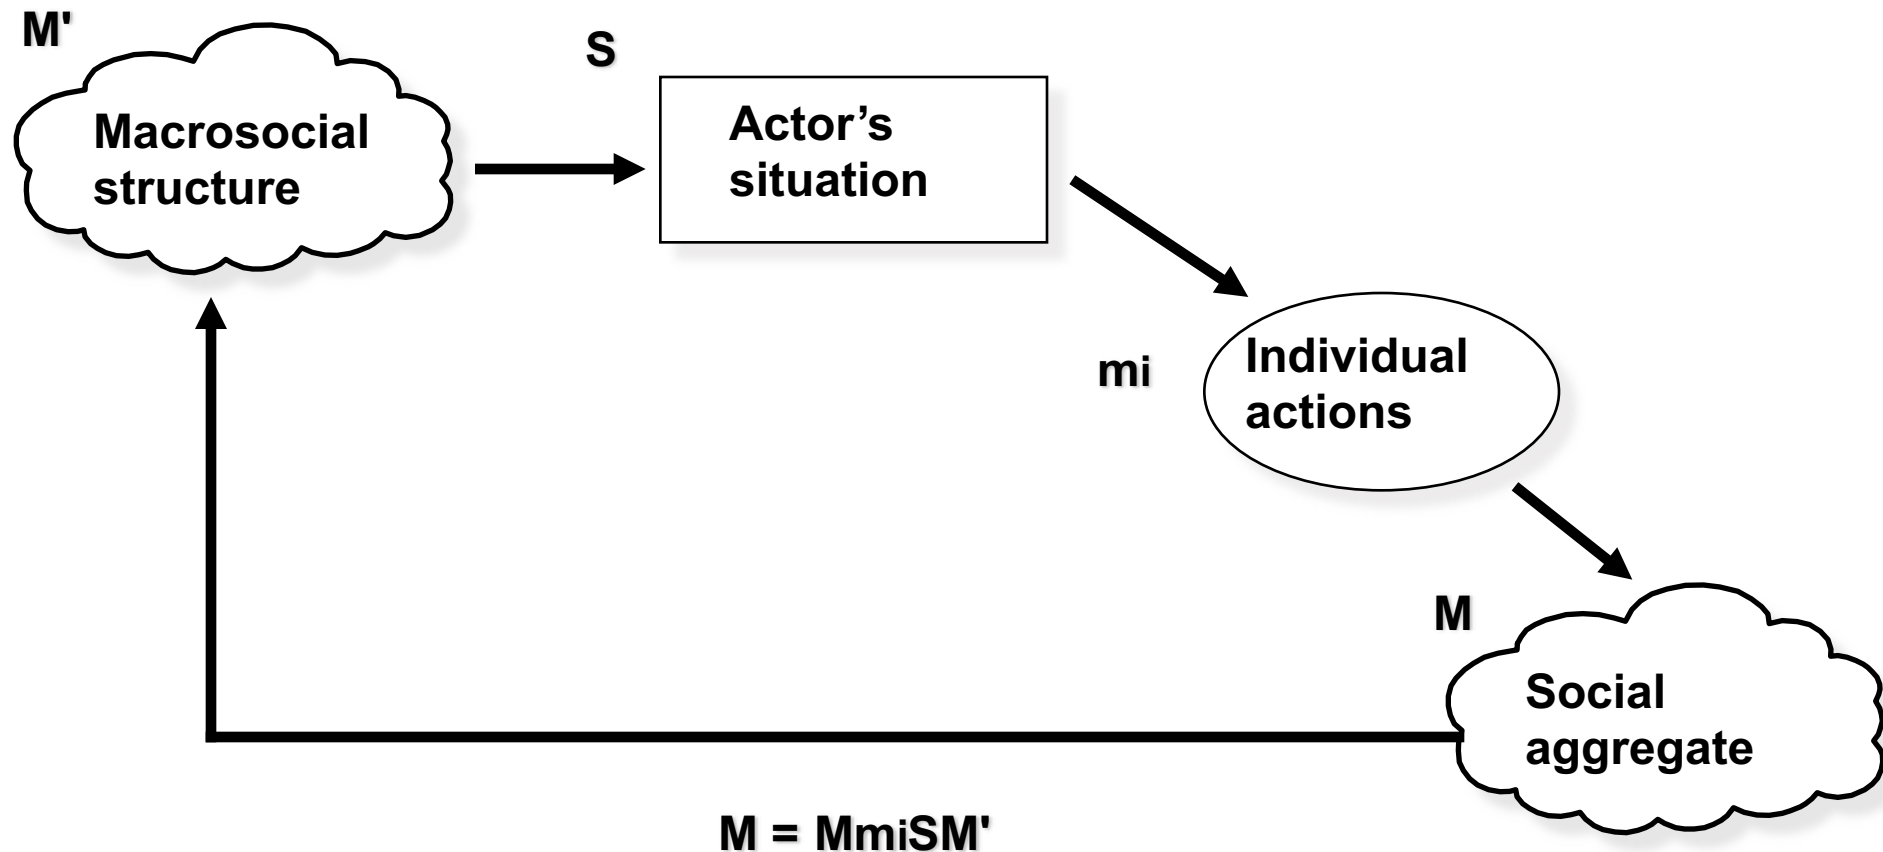 M'
S
Macrosocial
structure
Actor’s
situation
mi
Individual
actions
M
Social
aggregate
M = MmiSM'